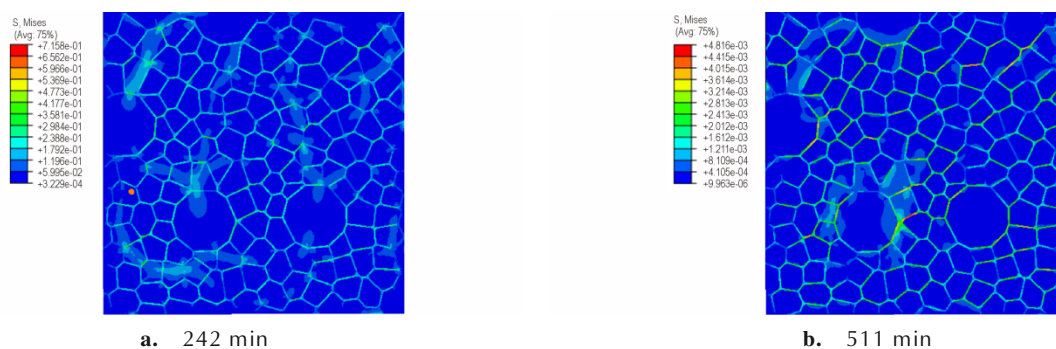 S, Mises
(Avg: 75%)
+7.158e-01
+6.562e-01
+5.966e-01
+5.369e-01
+4.773e-01
+4.177e-01
+3.581e-01
+2.984e-01
+2.388e-01
+1.792e-01
+1.196e-01
+5.995e-02
+3.229e-04
S, Mises
(Avg: 75%)
+4.816e-03
+4.415e-03
+4.015e-03
+3.614e-03
+3.214e-03
+2.813e-03
+2.413e-03
+2.012e-03
+1.612e-03
+1.211e-03
+8.109e-04
+4.105e-04
+9.963e-06
a. 242 min
b. 511 min